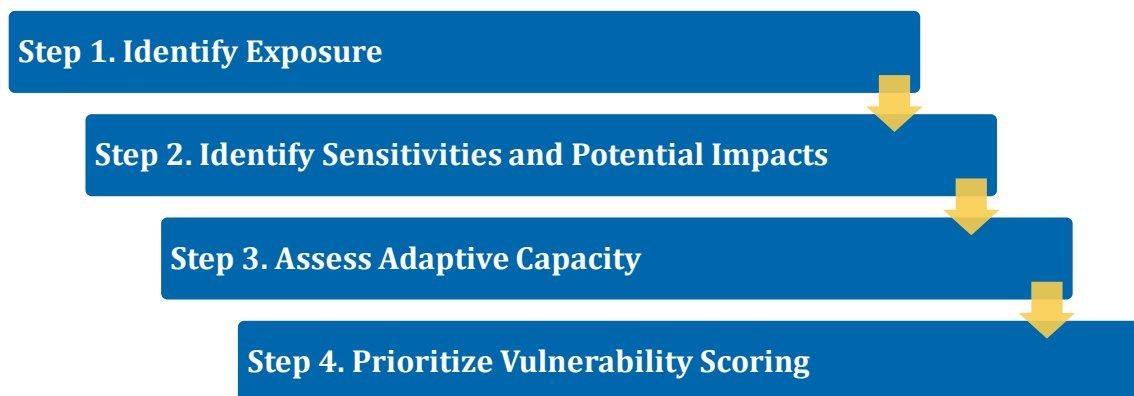 Step 1. Identify Exposure
Step 2. Identify Sensitivities and Potential Impacts
Step 3. Assess Adaptive Capacity
Step 4. Prioritize Vulnerability Scoring